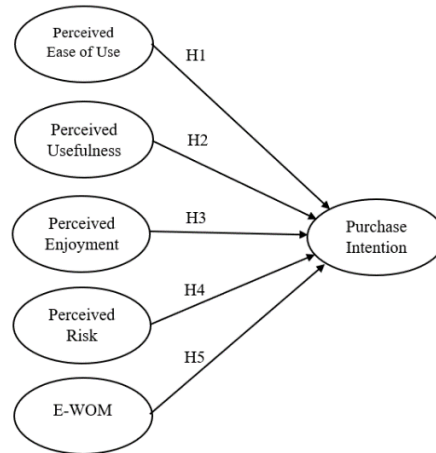 Perceived
Ease of Use
H1
Perceived
Usefulness
H2
Perceived
Enjoyment
H3
Purchase
Intention
Perceived
Risk
H4
H5
E-WOM